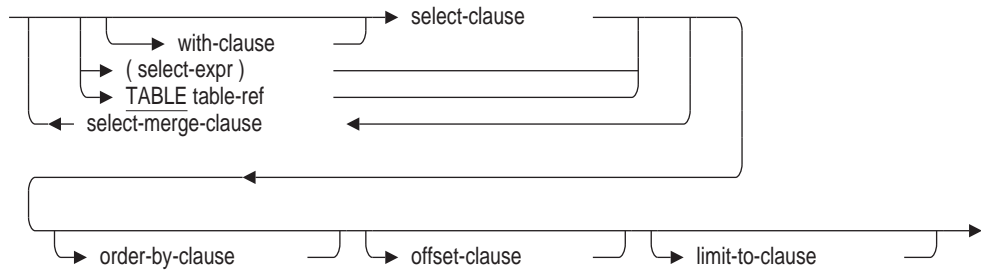 select-clause
with-clause
( select-expr )
TABLE table-ref
select-merge-clause
order-by-clause offset-clause limit-to-clause